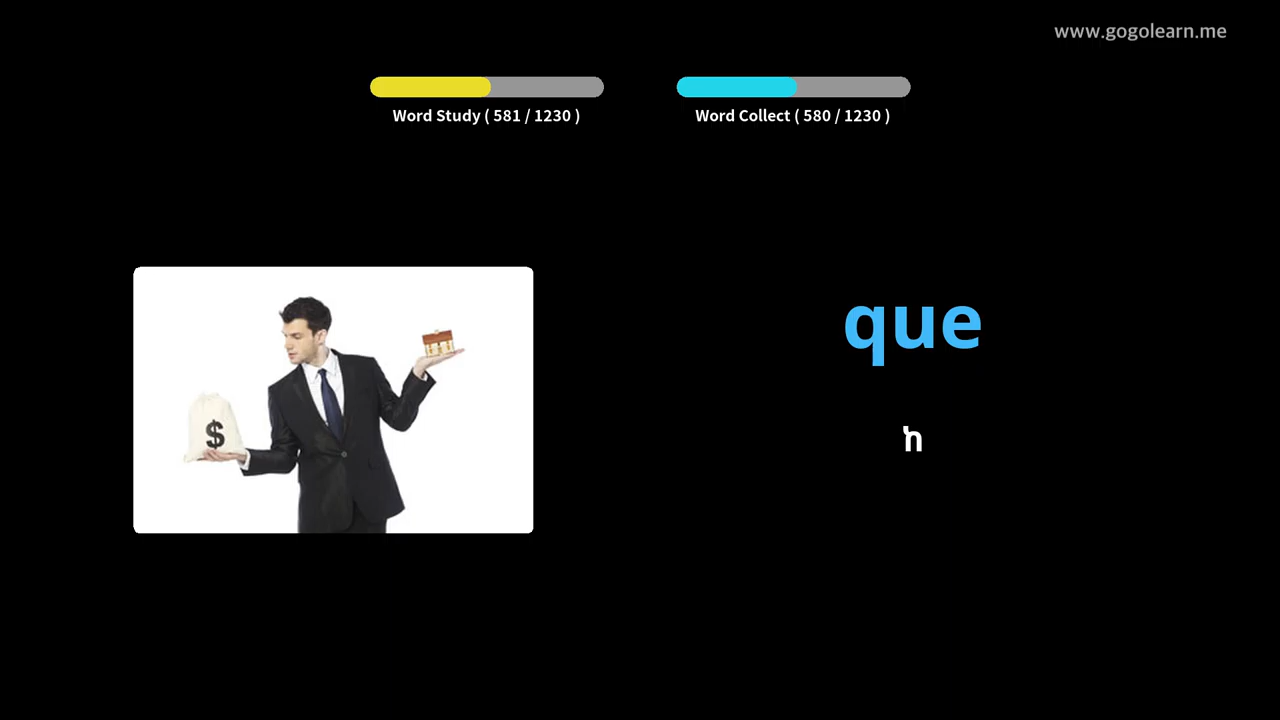 www.gogolearn.me
Word Study ( 581 / 1230 )
Word Collect ( 580 / 1230 )
que
ከ
$